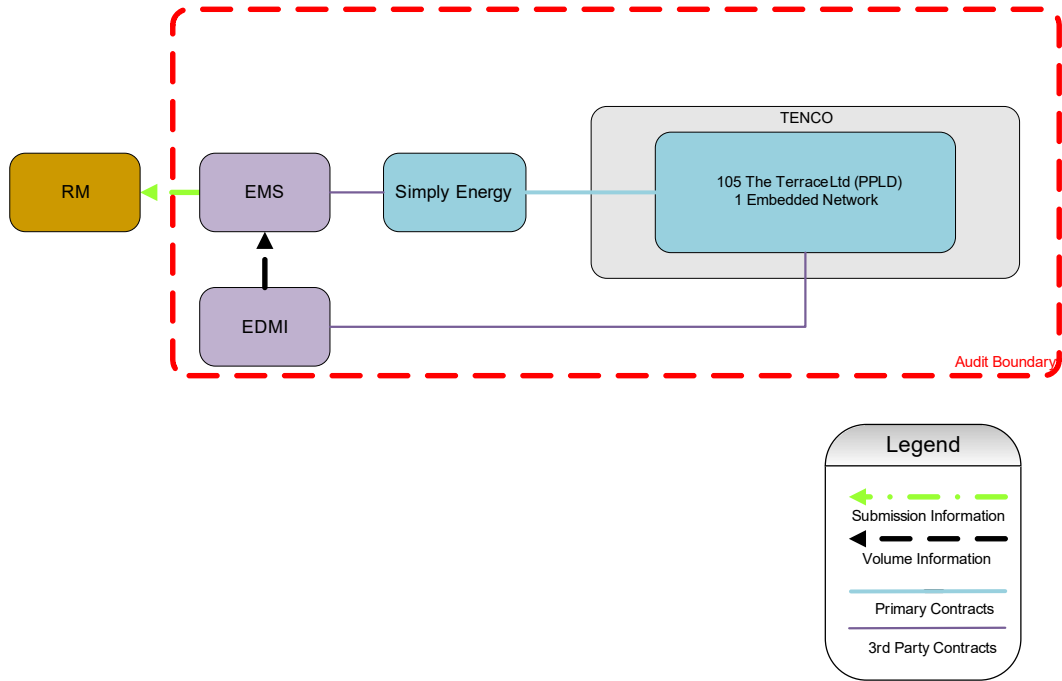 TENCO
RM
EMS
Simply Energy
105 The TerraceLtd (PPLD)
1 Embedded Network
EDMI
Audit Boundary
Legend
Submission Information
Volume Information
Primary Contracts
3rd Party Contracts